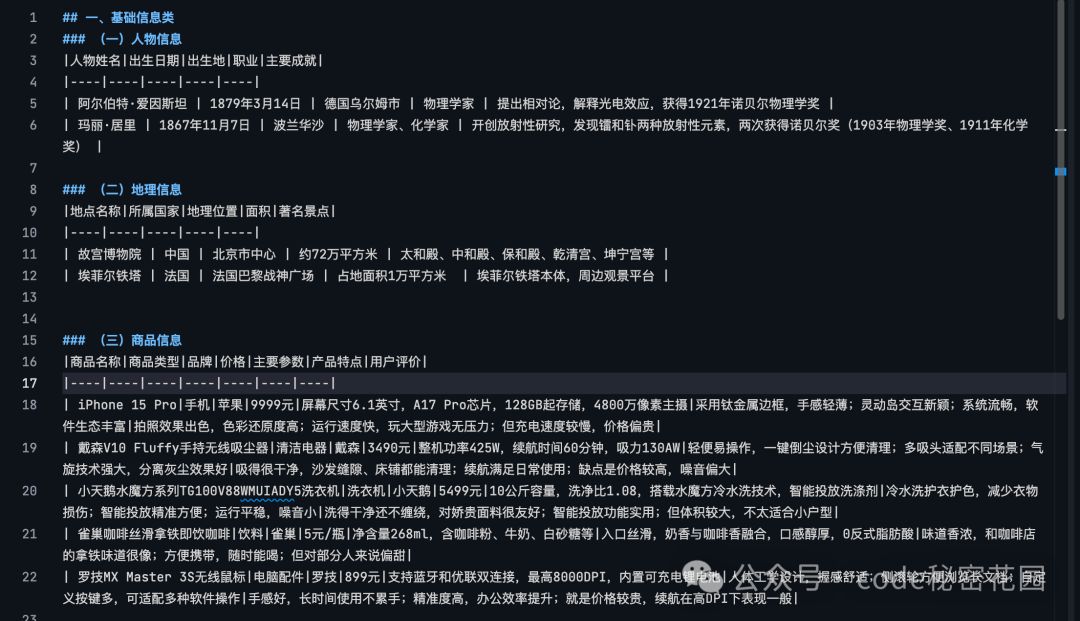 1 ## 一、基础信息类
2 ### （一）人物信息
3 |人物姓名|出生日期|出生地|职业|主要成就|
4 |----|----|----|----|----|
5 | 阿尔伯特·爱因斯坦 | 1879年3月14日 | 德国乌尔姆市 | 物理学家 | 提出相对论，解释光电效应，获得1921年诺贝尔物理学奖 |
6 | 玛丽·居里 | 1867年11月7日 | 波兰华沙 | 物理学家、化学家 | 开创放射性研究，发现镭和钋两种放射性元素，两次获得诺贝尔奖（1903年物理学奖、1911年化学
奖） |
7
8 ### （二）地理信息
9 |地点名称|所属国家|地理位置|面积|著名景点|
10 |----|----|----|----|----|
11 | 故宫博物院 | 中国 | 北京市中心 | 约72万平方米 | 太和殿、中和殿、保和殿、乾清宫、坤宁宫等 |
12 | 埃菲尔铁塔 | 法国 | 法国巴黎战神广场 | 占地面积1万平方米 | 埃菲尔铁塔本体，周边观景平台 |
13
14
15 ### （三）商品信息
16 |商品名称|商品类型|品牌|价格|主要参数|产品特点|用户评价|
17 |----|----|----|----|----|----|----|
18 | iPhone 15 Pro|手机|苹果|9999元|屏幕尺寸6.1英寸，A17 Pro芯片，128GB起存储，4800万像素主摄|采用钛金属边框，手感轻薄；灵动岛交互新颖；系统流畅，软
件生态丰富|拍照效果出色，色彩还原度高；运行速度快，玩大型游戏无压力；但充电速度较慢，价格偏贵|
19 | 戴森V10 Fluffy手持无线吸尘器|清洁电器|戴森|3490元|整机功率425W，续航时间60分钟，吸力130AW|轻便易操作，一键倒尘设计方便清理；多吸头适配不同场景；气
旋技术强大，分离灰尘效果好|吸得很干净，沙发缝隙、床铺都能清理；续航满足日常使用；缺点是价格较高，噪音偏大|
20 | 小天鹅水魔方系列TG100V88WMUIADY5洗衣机|洗衣机|小天鹅|5499元|10公斤容量，洗净比1.08，搭载水魔方冷水洗技术，智能投放洗涤剂|冷水洗护衣护色，减少衣物
损伤；智能投放精准方便；运行平稳，噪音小|洗得干净还不缠绕，对娇贵面料很友好；智能投放功能实用；但体积较大，不太适合小户型|
21 | 雀巢咖啡丝滑拿铁即饮咖啡|饮料|雀巢|5元/瓶|净含量268ml，含咖啡粉、牛奶、白砂糖等|入口丝滑，奶香与咖啡香融合，口感醇厚，0反式脂肪酸|味道香浓，和咖啡店
的拿铁味道很像；方便携带，随时能喝；但对部分人来说偏甜|
22 | 罗技MX Master 3S无线鼠标|电脑配件|罗技|899元|支持蓝牙和优联双连接，最高8000DPI，内置可充电锂电池|人体工学设计，握感舒适；侧滚轮方便浏览长文档；自定
义按键多，可适配多种软件操作|手感好，长时间使用不累手；精准度高，办公效率提升；就是价格较贵，续航在高DPI下表现一般|
公众号 code秘密花园
23